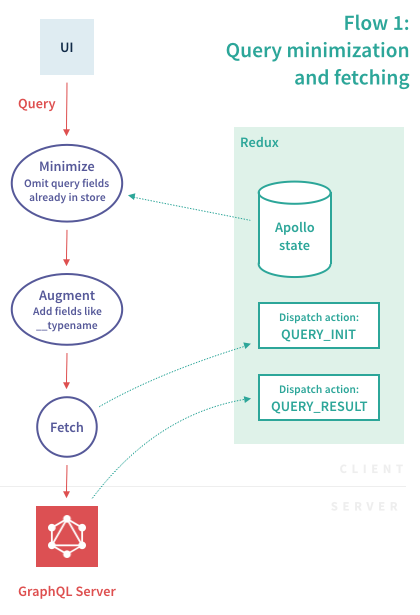 Flow 1:
Query minimization
and fetching
UI
Query
Minimize
Omit query fields
already in store
Augment
Add fields like
__typename
Fetch
GraphQL Server
Redux
Apollo
state
Dispatch action:
QUERY_INIT
Dispatch action:
QUERY_RESULT
CLIENT
SERVER